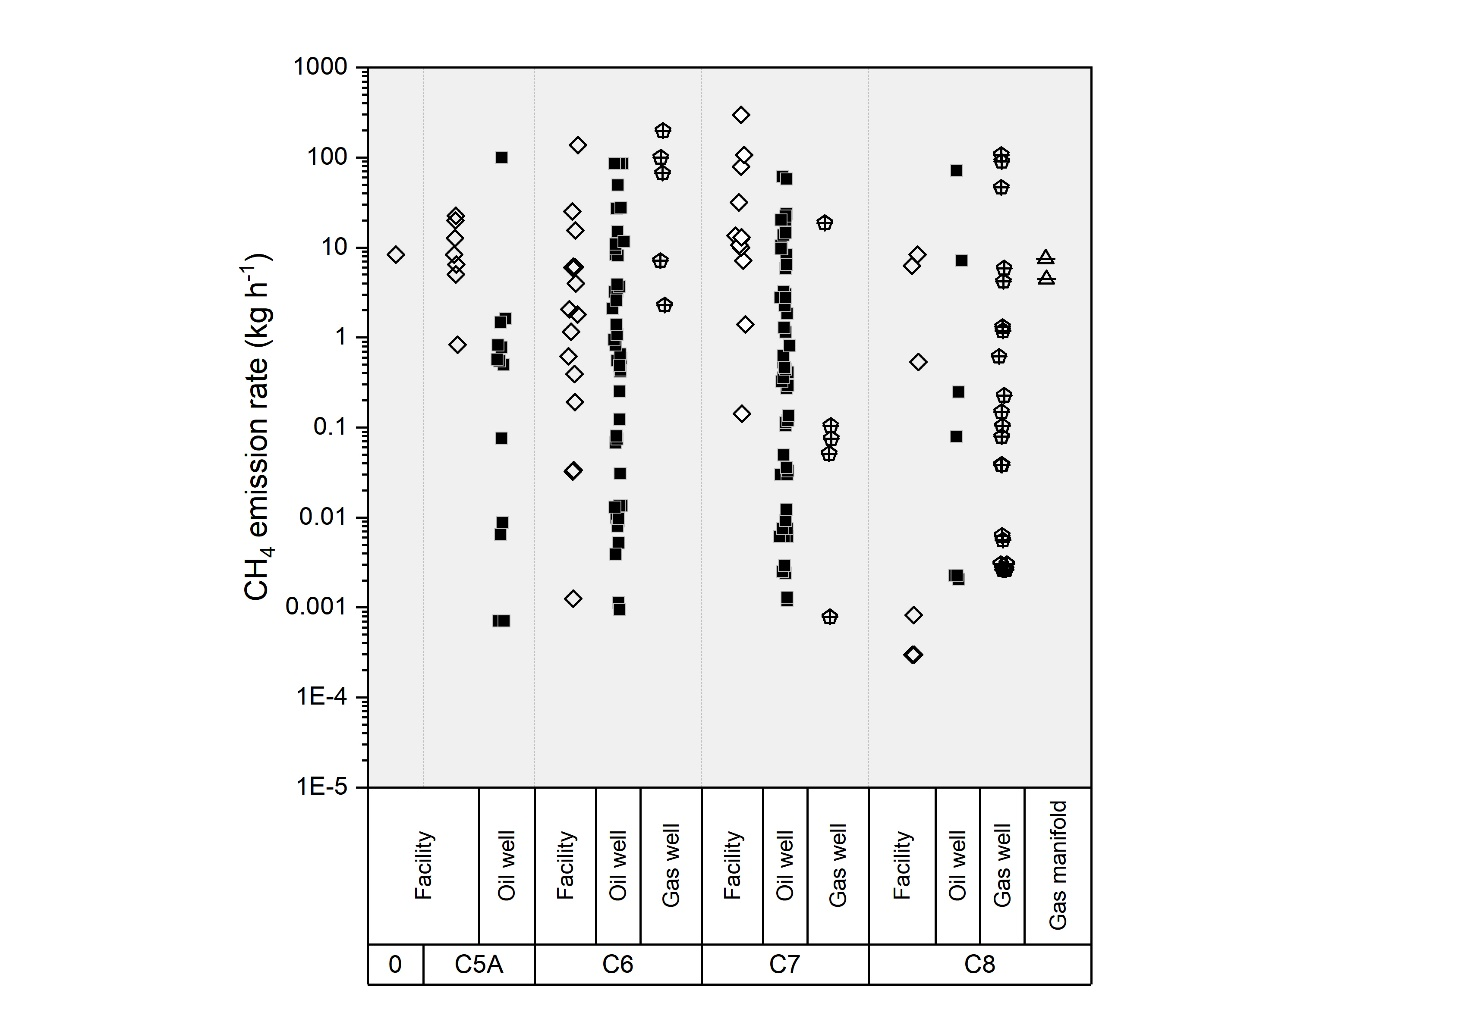 CH4 emission rate (kg h-1)
1000
100
10
1
0.1
0.01
0.001
1E-4
1E-5
Facility
Oil well
Facility
Oil well
Gas well
Facility
Oil well
Gas well
Facility
Oil well
Gas well
Gas manifold
0
C5A
C6
C7
C8